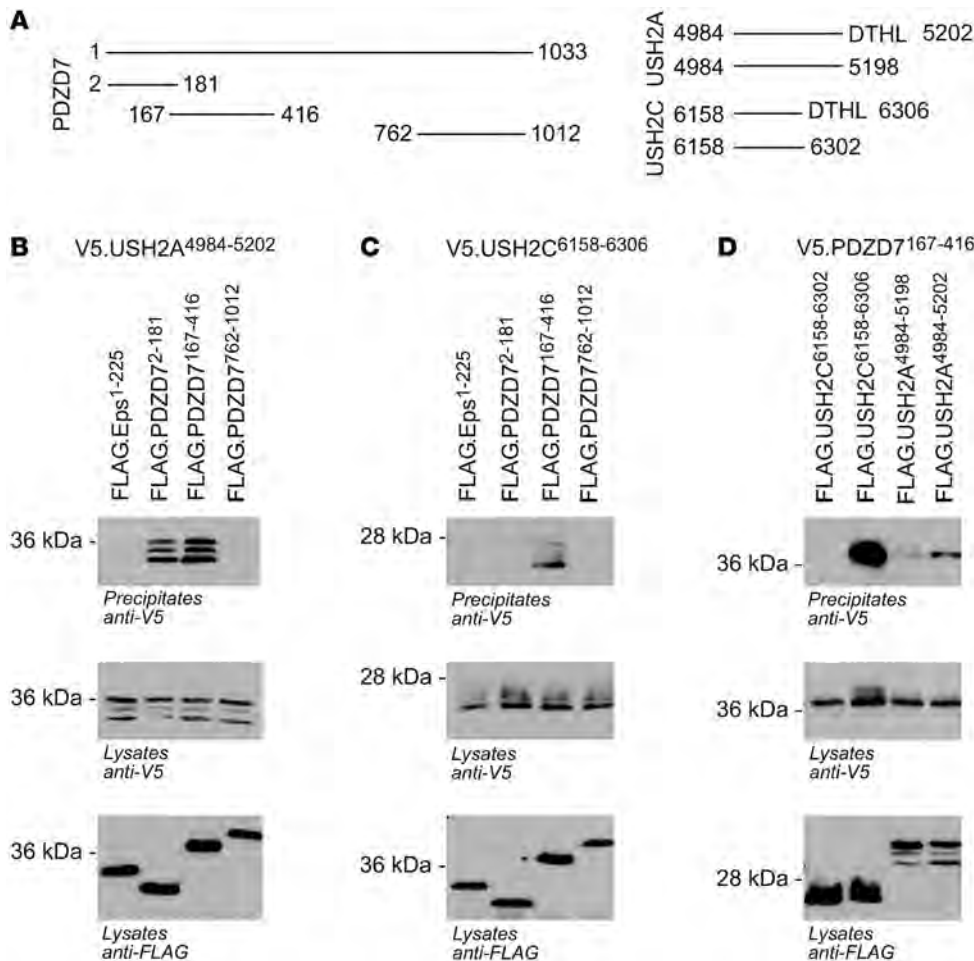 A
PDZD7
1 1033
2 181
167 416
762 1012
USH2A
4984 DTHL 5202
4984 5198
USH2C
6158 DTHL 6306
6158 6302
B V5.USH2A4984-5202
FLAG.Eps1-225
FLAG.PDZD72-181
FLAG.PDZD7167-416
FLAG.PDZD7762-1012
36 kDa -
Precipitates
anti-V5
36 kDa -
Lysates
anti-V5
36 kDa -
Lysates
anti-FLAG
C V5.USH2C6158-6306
FLAG.Eps1-225
FLAG.PDZD72-181
FLAG.PDZD7167-416
FLAG.PDZD7762-1012
28 kDa -
Precipitates
anti-V5
28 kDa -
Lysates
anti-V5
36 kDa -
Lysates
anti-FLAG
D V5.PDZD7167-416
FLAG.USH2C6158-6302
FLAG.USH2C6158-6306
FLAG.USH2A4984-5198
FLAG.USH2A4984-5202
36 kDa -
Precipitates
anti-V5
36 kDa -
Lysates
anti-V5
28 kDa -
Lysates
anti-FLAG